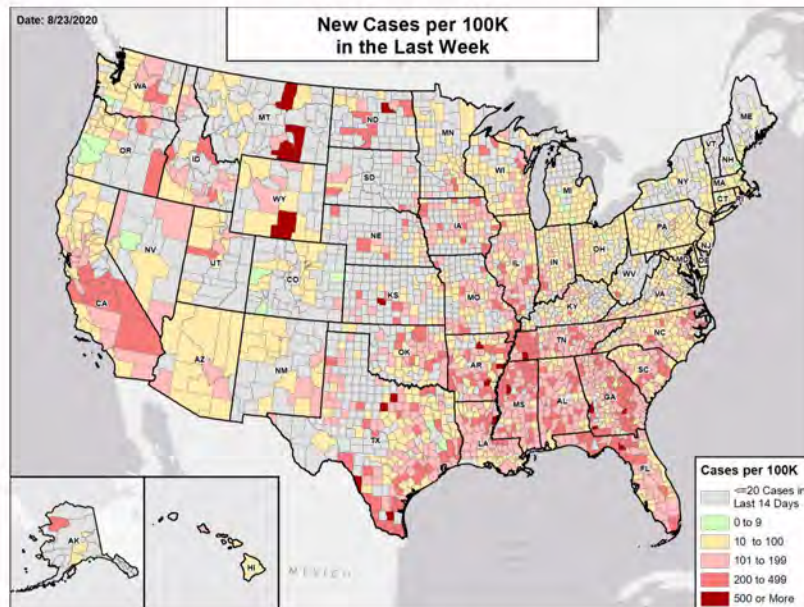 Date: 8/23/2020
New Cases per 100K
in the Last Week
WA
MT
ND
MN
ME
OR
ID
WI
VT
NH
SD
NY
MA
WY
MI
CT
RI
IA
PA
NV
NE
OH
NJ
UT
IL
IN
MD
DE
CO
WV
CA
KS
MO
KY
VA
NC
AZ
OK
TN
NM
AR
SC
MS
AL
GA
TX
LA
FL
AK
HI
MEXICO
Cases per 100K
<=20 Cases in
Last 14 Days
0 to 9
10 to 100
101 to 199
200 to 499
500 or More